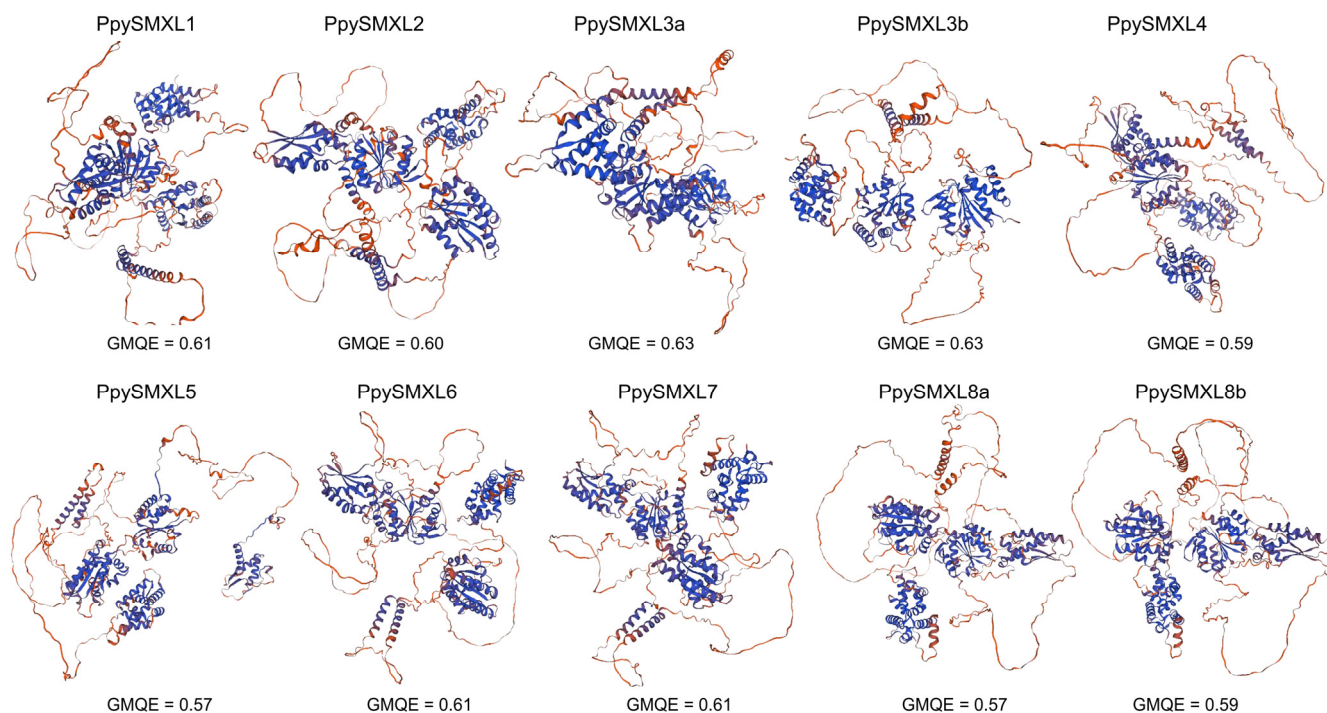 PpySMXL1 PpySMXL2 PpySMXL3a PpySMXL3b PpySMXL4
GMQE = 0.61 GMQE = 0.60 GMQE = 0.63 GMQE = 0.63 GMQE = 0.59
PpySMXL5 PpySMXL6 PpySMXL7 PpySMXL8a PpySMXL8b
GMQE = 0.57 GMQE = 0.61 GMQE = 0.61 GMQE = 0.57 GMQE = 0.59